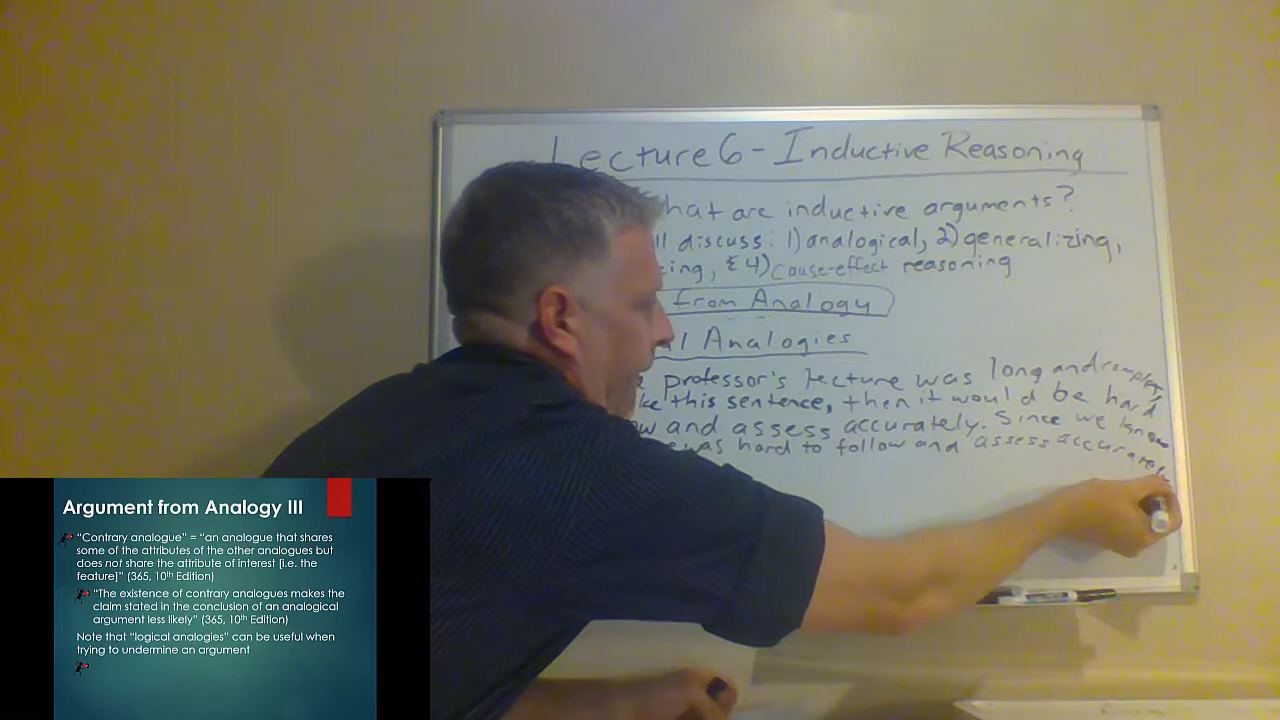 Lecture 6 - Inductive Reasoning
hat are inductive arguments?
ll discuss: 1) analogical, 2) generalizing,
cing, & 4) cause-effect reasoning
from Analogy
al Analogies
professor's lecture was long and complex,
ke this sentence, then it would be hard
ow and assess accurately. Since we know
was hard to follow and assess accurately
Argument from Analogy III
“Contrary analogue” = “an analogue that shares
some of the attributes of the other analogues but
does not share the attribute of interest [i.e. the
feature]” (365, 10th Edition)
“The existence of contrary analogues makes the
claim stated in the conclusion of an analogical
argument less likely” (365, 10th Edition)
Note that “logical analogies” can be useful when
trying to undermine an argument